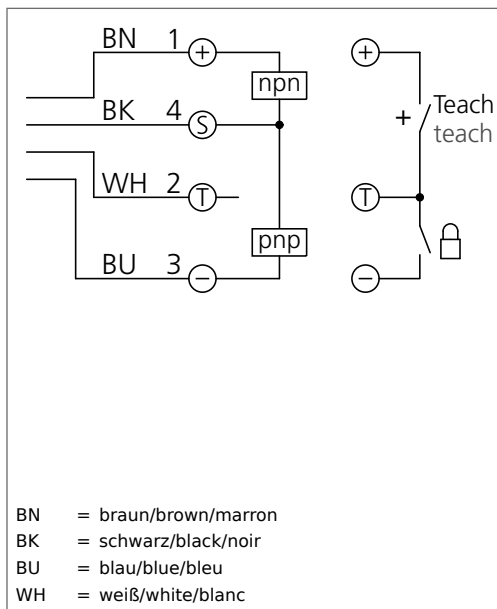 BN 1 + +
npn
BK 4 S + Teach
teach
WH 2 T T
pnp
BU 3 − −
BN = braun/brown/marron
BK = schwarz/black/noir
BU = blau/blue/bleu
WH = weiß/white/blanc